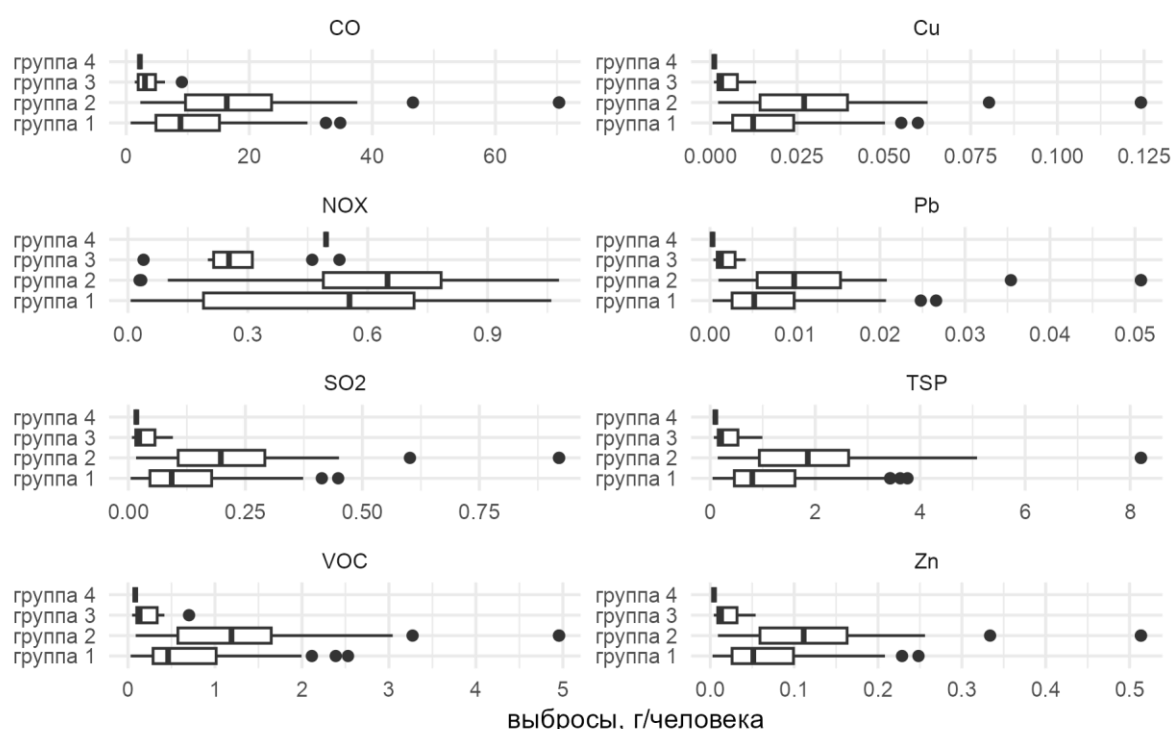 CO
группа 4
группа 3
группа 2
группа 1
0 20 40 60
Cu
группа 4
группа 3
группа 2
группа 1
0.000 0.025 0.050 0.075 0.100 0.125
NOX
группа 4
группа 3
группа 2
группа 1
0.0 0.3 0.6 0.9
Pb
группа 4
группа 3
группа 2
группа 1
0.00 0.01 0.02 0.03 0.04 0.05
SO2
группа 4
группа 3
группа 2
группа 1
0.00 0.25 0.50 0.75
TSP
группа 4
группа 3
группа 2
группа 1
0 2 4 6 8
VOC
группа 4
группа 3
группа 2
группа 1
0 1 2 3 4 5
Zn
группа 4
группа 3
группа 2
группа 1
0.0 0.1 0.2 0.3 0.4 0.5
выбросы, г/человека